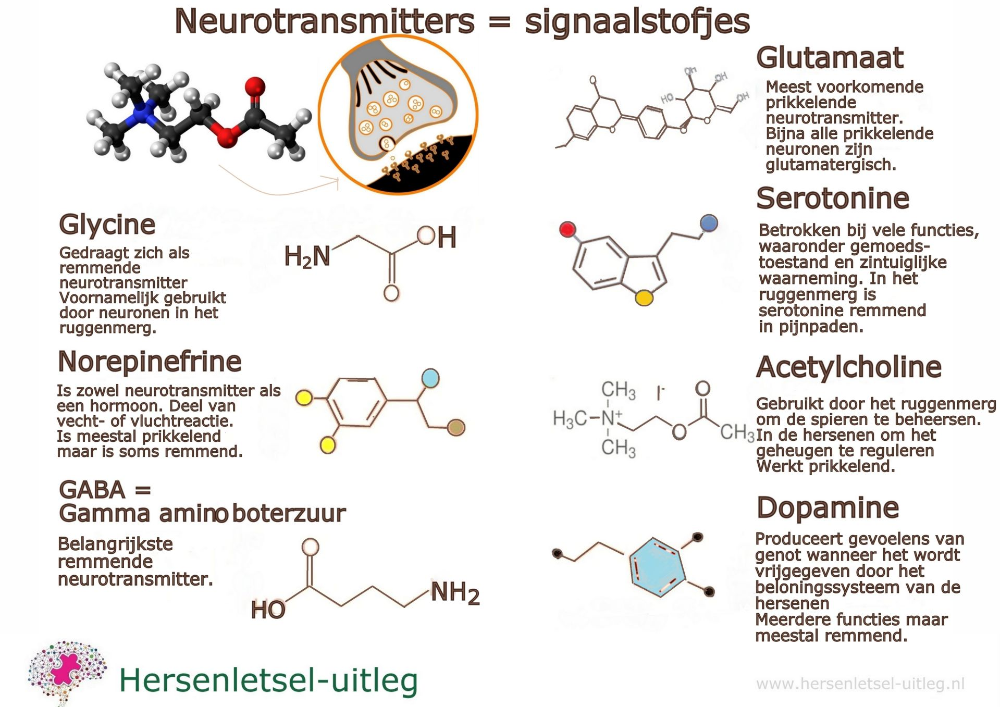 Neurotransmitters = signaalstofjes
Glycine
Gedraagt zich als
remmende
neurotransmitter
Voornamelijk gebruikt
door neuronen in het
ruggenmerg.
H₂N
OH
O
Norepinefrine
Is zowel neurotransmitter als
een hormoon. Deel van
vecht- of vluchtreactie.
Is meestal prikkelend
maar is soms remmend.
GABA =
Gamma aminoboterzuur
Belangrijkste
remmende
neurotransmitter.
O
HO
NH₂
Glutamaat
Meest voorkomende
prikkelende
neurotransmitter.
Bijna alle prikkelende
neuronen zijn
glutamatergisch.
O
Oh
OH
HO
OH
O
O
O
Serotonine
Betrokken bij vele functies,
waaronder gemoeds-
toestand en zintuiglijke
waarneming. In het
ruggenmerg is
serotonine remmend
in pijnpaden.
Acetylcholine
Gebruikt door het ruggenmerg
om de spieren te beheersen.
In de hersenen om het
geheugen te reguleren
Werkt prikkelend.
CH₃
I⁻
O
H₃C-N⁺
O
CH₃
CH₃
Dopamine
Produceert gevoelens van
genot wanneer het wordt
vrijgegeven door het
beloningssysteem van de
hersenen
Meerdere functies maar
meestal remmend.
Hersenletsel-uitleg
www.hersenletsel-uitleg.nl